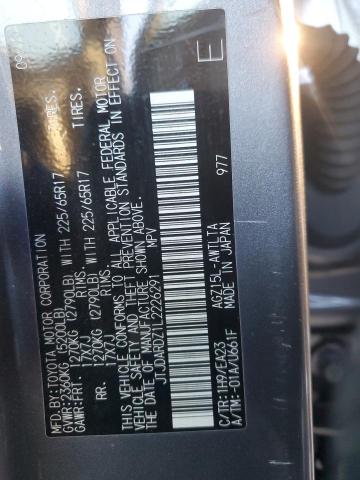 MFD.BY:TOYOTA MOTOR CORPORATION 09
GVWR:2360KG (5200LB)
GAWR:FRT. 1270KG (2790LB) WITH 225/65R17 TIRES.
17X7J RIMS.
RR. 1270KG (2790LB) WITH 225/65R17 TIRES.
17X7J RIMS.
THIS VEHICLE CONFORMS TO ALL APPLICABLE FEDERAL MOTOR
VEHICLE SAFETY, BUMPER, AND THEFT PREVENTION STANDARDS IN EFFECT ON
THE DATE OF MANUFACTURE SHOWN ABOVE.
JTJDARDZ1L2226291 MPV
E
C/TR:1H9/EA23 AGZ15L-AWTLTA 977
A/TM:-01A/U661F MADE IN JAPAN